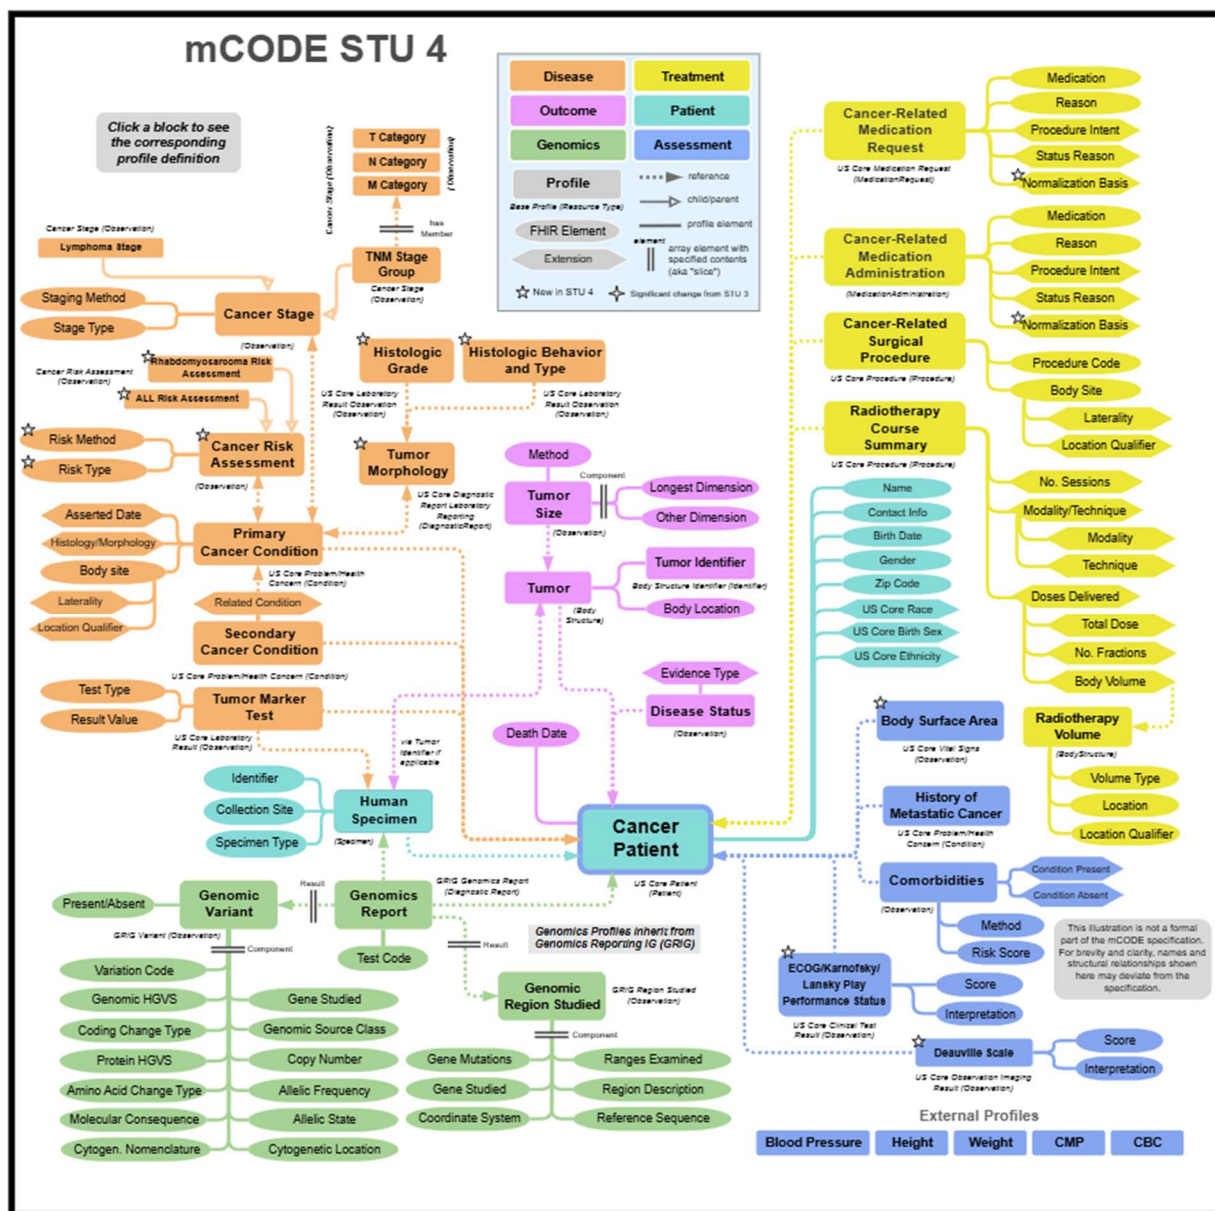 mCODE STU 4
Click a block to see
the corresponding
profile definition
Disease
Treatment
Outcome
Patient
Genomics
Assessment
Profile
Base Profile (Resource Type)
FHIR Element
Extension
reference
child/parent
profile element
element
array element with
specified contents
(aka "slice")
New in STU 4
Significant change from STU 3
Cancer Stage (Observation)
T Category
N Category
M Category
(Observation)
has
Member
Cancer Stage (Observation)
Lymphoma Stage
TNM Stage
Group
Cancer Stage
(Observation)
Staging Method
Stage Type
Cancer Stage
(Observation)
Rhabdomyosarooma Risk
Assessment
Cancer Risk Assessment
(Observation)
ALL Risk Assessment
Risk Method
Risk Type
Cancer Risk
Assessment
(Observation)
Histologic
Grade
US Core Laboratory
Result Observation
(Observation)
Histologic Behavior
and Type
US Core Laboratory
Result Observation
(Observation)
Tumor
Morphology
US Core Diagnostic
Report Laboratory
Reporting
(DiagnosticReport)
Asserted Date
Histology/Morphology
Body site
Laterality
Location Qualifier
Primary
Cancer Condition
US Core Problem/Health
Concern (Condition)
Related Condition
Secondary
Cancer Condition
US Core Problem/Health Concern (Condition)
Test Type
Result Value
Tumor Marker
Test
US Core Laboratory
Result (Observation)
Method
Tumor
Size
(Observation)
Component
Longest Dimension
Other Dimension
Tumor
(Body
Structure)
Tumor Identifier
Body Structure Identifier (Identifier)
Body Location
Evidence Type
Disease Status
(Observation)
Death Date
via Tumor
Identifier if
applicable
Identifier
Collection Site
Specimen Type
Human
Specimen
(Specimen)
Cancer
Patient
US Core Patient
(Patient)
Name
Contact Info
Birth Date
Gender
Zip Code
US Core Race
US Core Birth Sex
US Core Ethnicity
Cancer-Related
Medication
Request
US Core Medication Request
(MedicationRequest)
Medication
Reason
Procedure Intent
Status Reason
Normalization Basis
Cancer-Related
Medication
Administration
(MedicationAdministration)
Medication
Reason
Procedure Intent
Status Reason
Normalization Basis
Cancer-Related
Surgical
Procedure
US Core Procedure (Procedure)
Procedure Code
Body Site
Laterality
Location Qualifier
Radiotherapy
Course
Summary
US Core Procedure (Procedure)
No. Sessions
Modality/Technique
Modality
Technique
Doses Delivered
Total Dose
No. Fractions
Body Volume
Radiotherapy
Volume
(BodyStructure)
Volume Type
Location
Location Qualifier
Body Surface Area
US Core Vital Signs
(Observation)
History of
Metastatic Cancer
US Core Problem/Health
Concern (Condition)
Comorbidities
(Observation)
Condition Present
Condition Absent
Method
Risk Score
ECOG/Karnofsky/
Lansky Play
Performance Status
US Core Clinical Test
Result (Observation)
Score
Interpretation
Deauville Scale
US Core Observation Imaging
Result (Observation)
Score
Interpretation
This illustration is not a formal
part of the mCODE specification.
For brevity and clarity, names and
structural relationships shown
here may deviate from the
specification.
External Profiles
Blood Pressure
Height
Weight
CMP
CBC
Present/Absent
Genomic
Variant
GRIG Variant (Observation)
Result
Genomics
Report
GRIG Genomics Report
(Diagnostic Report)
Test Code
Result
Genomics Profiles inherit from
Genomics Reporting IG (GRIG)
Component
Variation Code
Genomic HGVS
Coding Change Type
Protein HGVS
Amino Acid Change Type
Molecular Consequence
Cytogen. Nomenclature
Gene Studied
Genomic Source Class
Copy Number
Allelic Frequency
Allelic State
Cytogenetic Location
Genomic
Region Studied
GRIG Region Studied
(Observation)
Component
Gene Mutations
Gene Studied
Coordinate System
Ranges Examined
Region Description
Reference Sequence